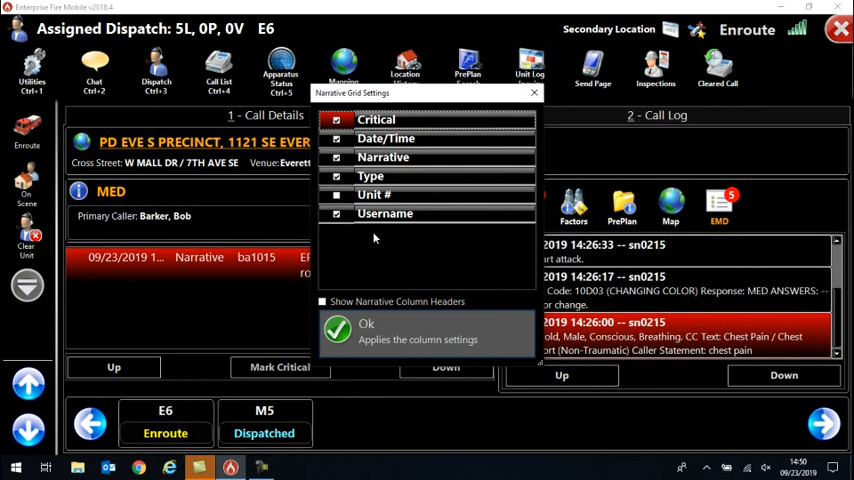 Enterprise Fire Mobile v2018.4
Assigned Dispatch: 5L, 0P, 0V E6
Secondary Location
Enroute
Utilities
Ctrl+1
Chat
Ctrl+2
Dispatch
Ctrl+3
Call List
Ctrl+4
Apparatus
Status
Ctrl+5
Mapping
Location
PrePlan
Unit Log
Send Page
Inspections
Cleared Call
Enroute
On
Scene
Clear
Unit
1 - Call Details
2 - Call Log
PD EVE S PRECINCT, 1121 SE EVER
Cross Street: W MALL DR / 7TH AVE SE Venue: Everett
MED
Primary Caller: Barker, Bob
09/23/2019 1... Narrative ba1015
Up
Mark Critical
Down
Narrative Grid Settings
Critical
Date/Time
Narrative
Type
Unit #
Username
Show Narrative Column Headers
Ok
Applies the column settings
Factors
PrePlan
Map
5
EMD
2019 14:26:33 -- sn0215
rt attack.
2019 14:26:17 -- sn0215
Code: 10D03 (CHANGING COLOR) Response: MED ANSWERS: --
or change.
2019 14:26:00 -- sn0215
old, Male, Conscious, Breathing. CC Text: Chest Pain / Chest
ort (Non-Traumatic) Caller Statement: chest pain
Up
Down
E6
Enroute
M5
Dispatched
14:50
09/23/2019